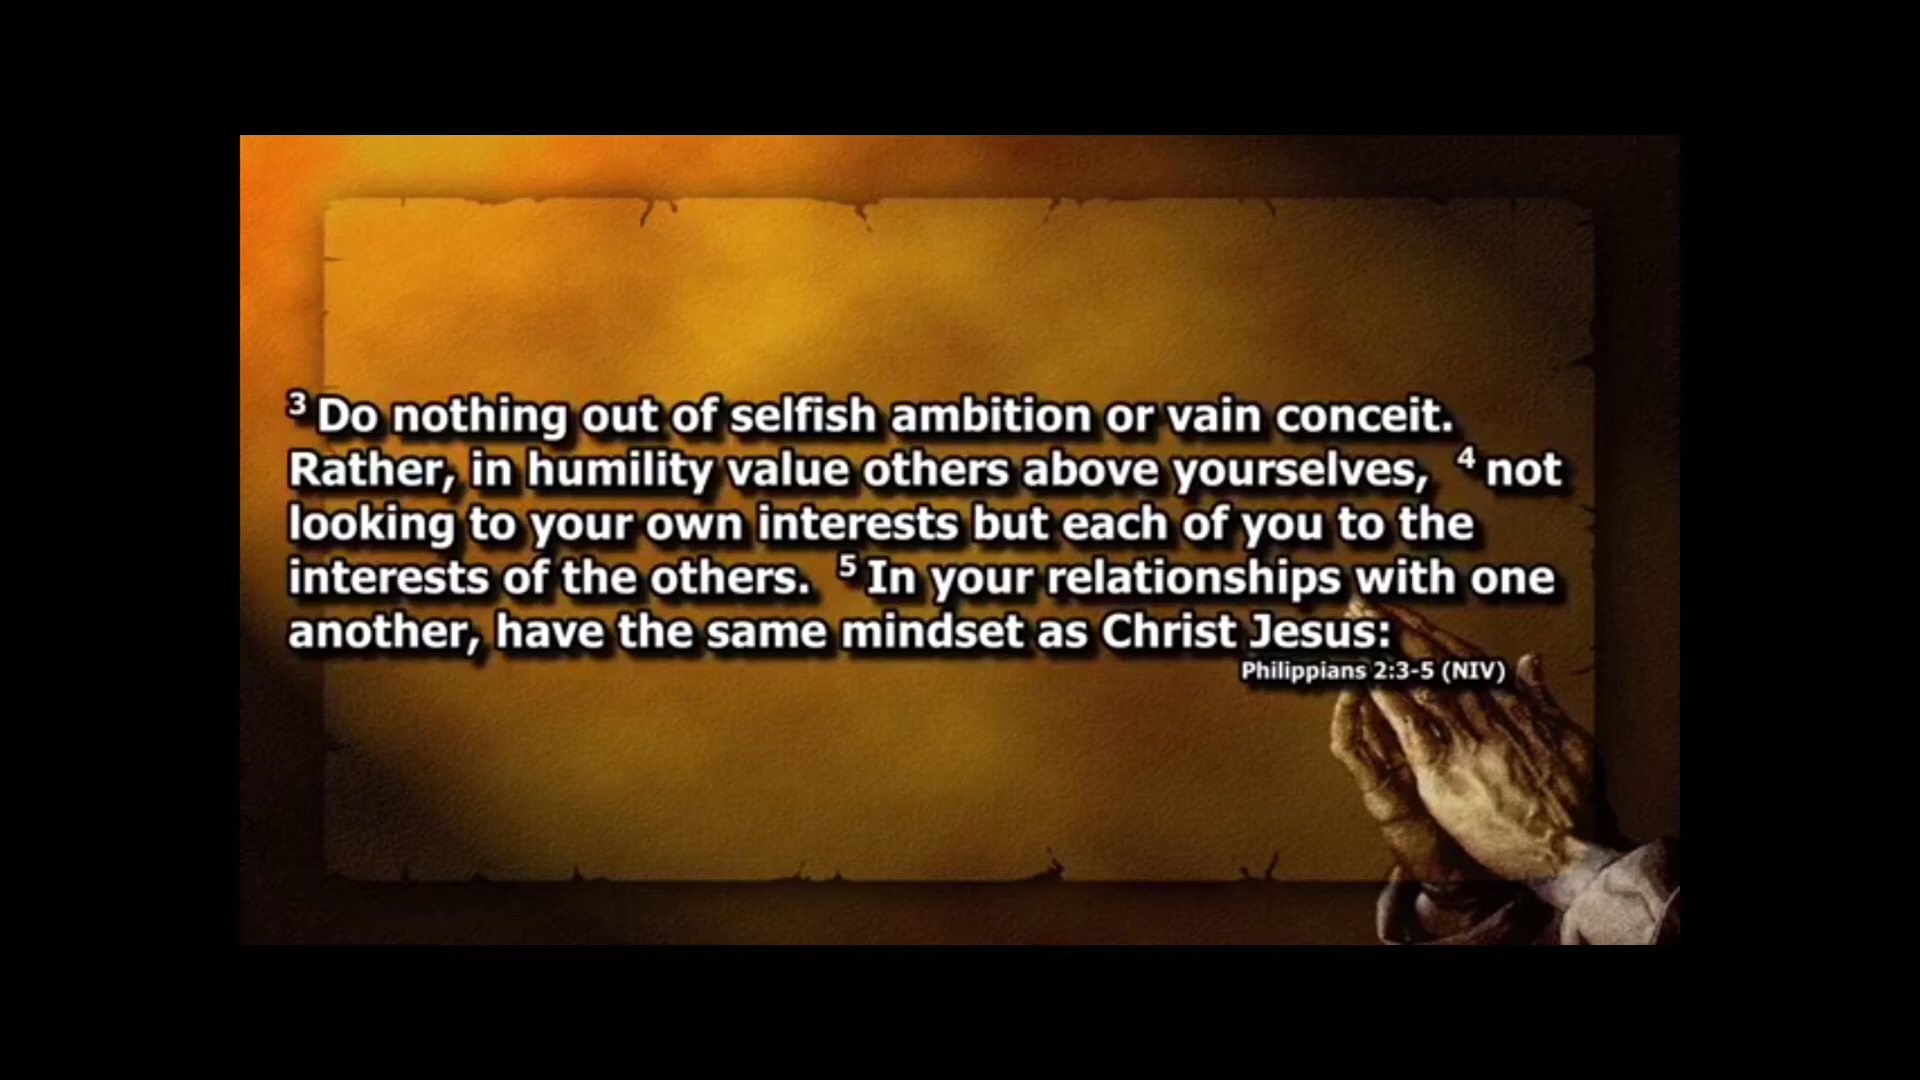 3 Do nothing out of selfish ambition or vain conceit.
Rather, in humility value others above yourselves, 4 not
looking to your own interests but each of you to the
interests of the others. 5 In your relationships with one
another, have the same mindset as Christ Jesus:
Philippians 2:3-5 (NIV)